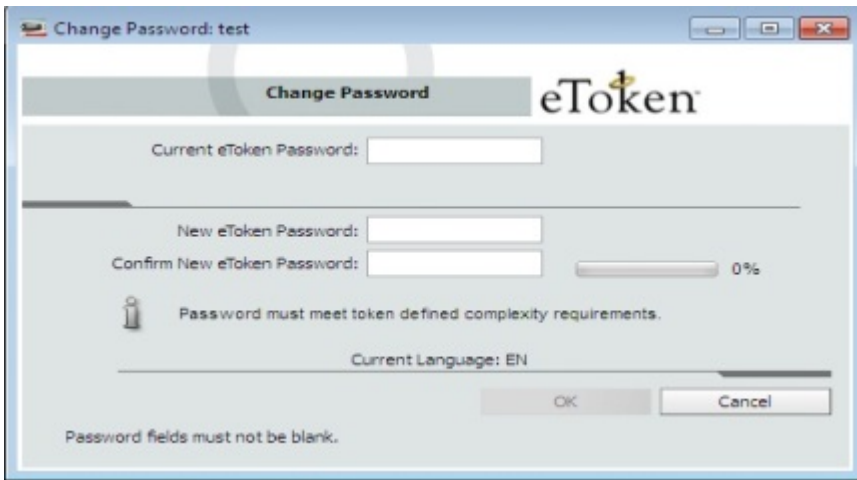 Change Password: test
Change Password
eToken
Current eToken Password:
New eToken Password:
Confirm New eToken Password:
0%
Password must meet token defined complexity requirements.
Current Language: EN
OK
Cancel
Password fields must not be blank.